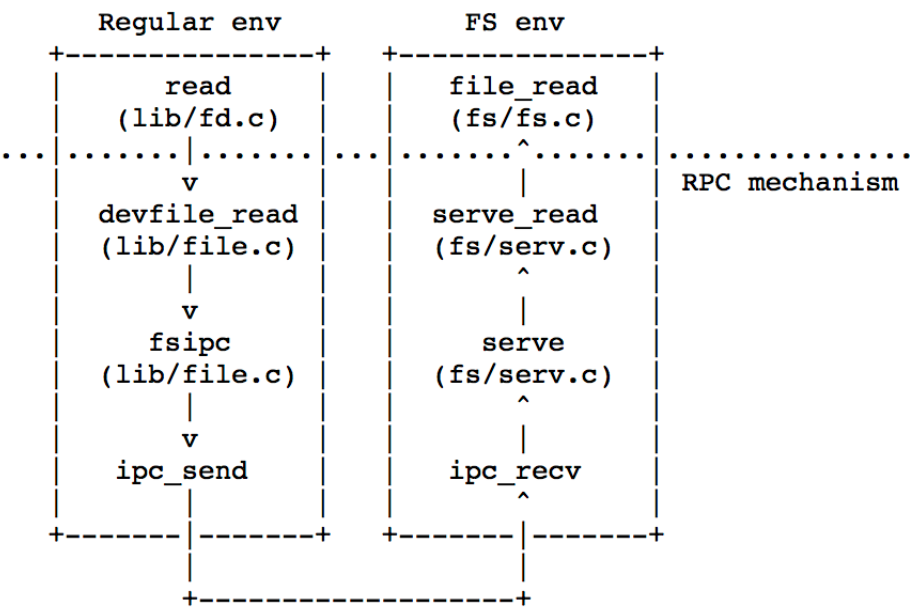 Regular env FS env
read file_read
(lib/fd.c) (fs/fs.c)
RPC mechanism
devfile_read serve_read
(lib/file.c) (fs/serv.c)
fsipc serve
(lib/file.c) (fs/serv.c)
ipc_send ipc_recv